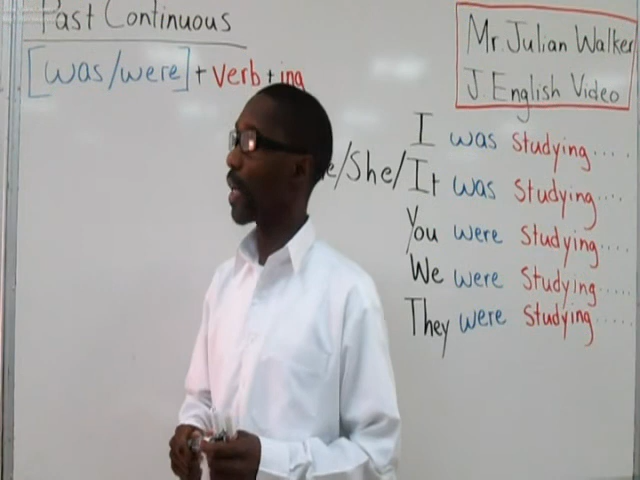 Past Continuous
[was/were] + verb + ing
Mr. Julian Walker
J. English Video
I was studying.....
/She/It was studying....
You were studying....
We were studying.....
They were studying.....